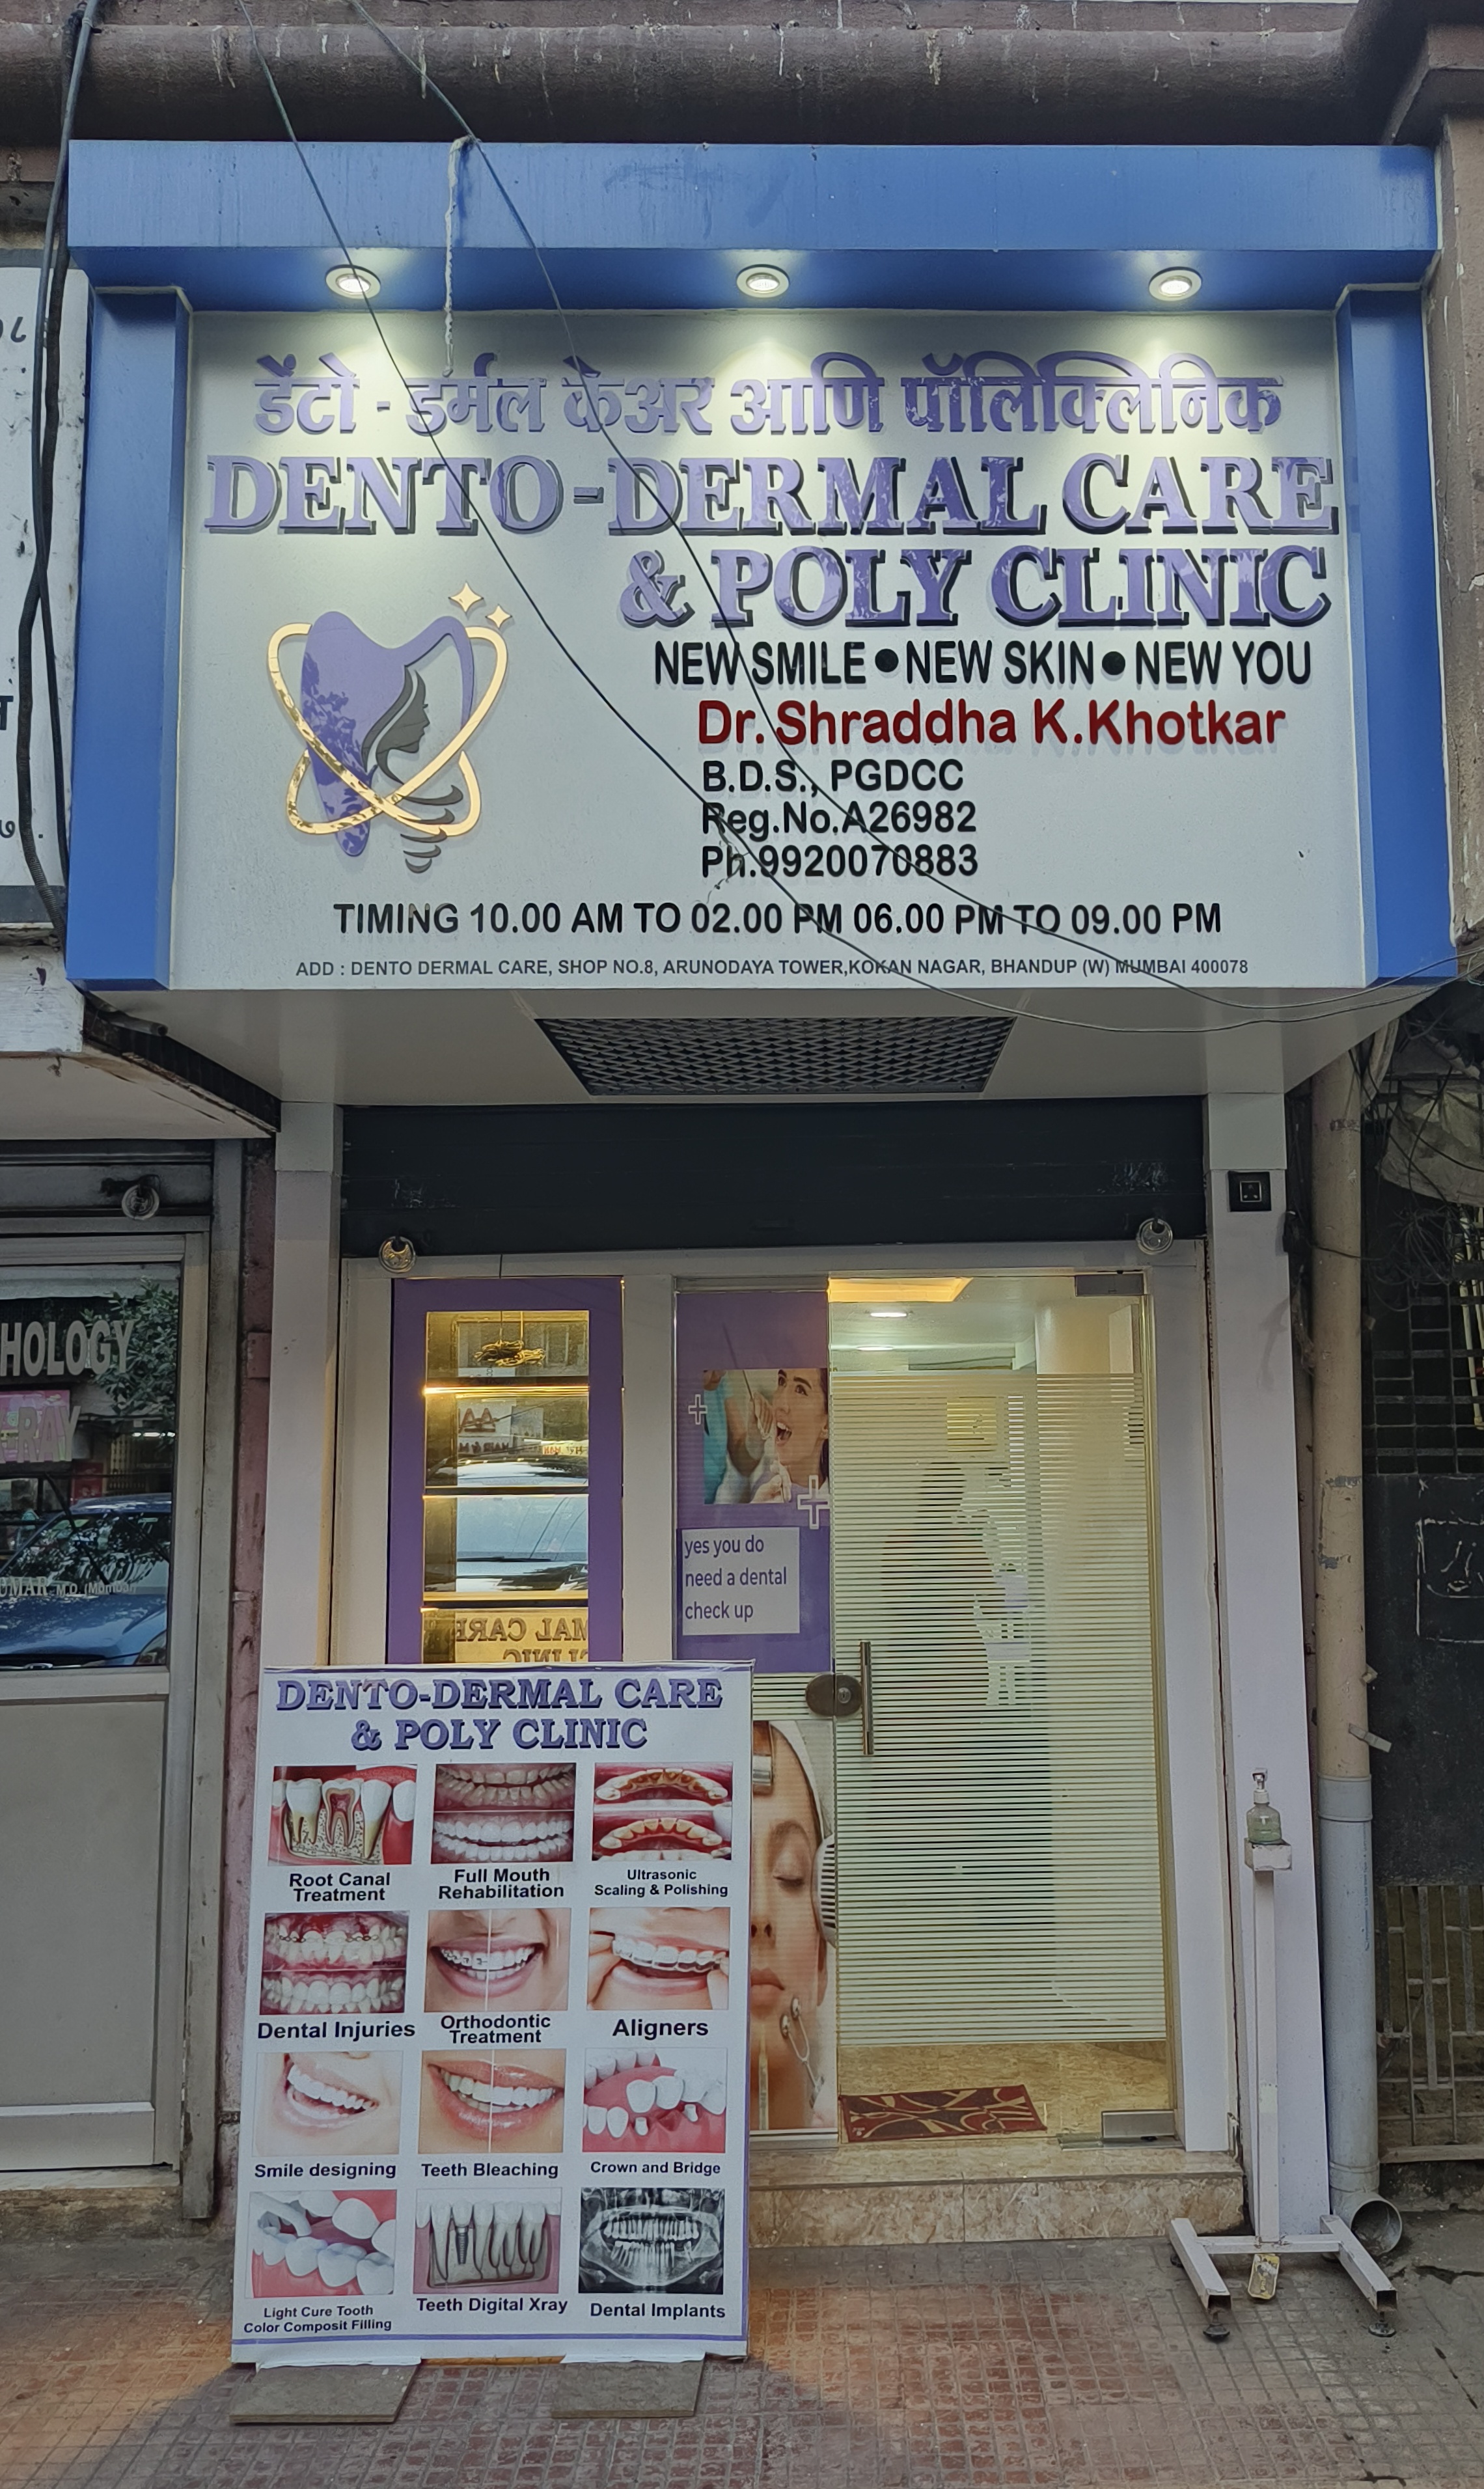 डेंटो - डर्मल केअर आणि पॉलिक्लिनिक
DENTO-DERMAL CARE
& POLY CLINIC
NEW SMILE ● NEW SKIN ● NEW YOU
Dr. Shraddha K.Khotkar
B.D.S., PGDCC
Reg.No.A26982
Ph.9920070883
TIMING 10.00 AM TO 02.00 PM 06.00 PM TO 09.00 PM
ADD : DENTO DERMAL CARE, SHOP NO.8, ARUNODAYA TOWER,KOKAN NAGAR, BHANDUP (W) MUMBAI 400078
HOLOGY
RAY
UMAR M.D. (Mumbai)
yes you do
need a dental
check up
DENTO-DERMAL CARE
& POLY CLINIC
Root Canal
Treatment
Full Mouth
Rehabilitation
Ultrasonic
Scaling & Polishing
Dental Injuries
Orthodontic
Treatment
Aligners
Smile designing
Teeth Bleaching
Crown and Bridge
Light Cure Tooth
Color Composit Filling
Teeth Digital Xray
Dental Implants